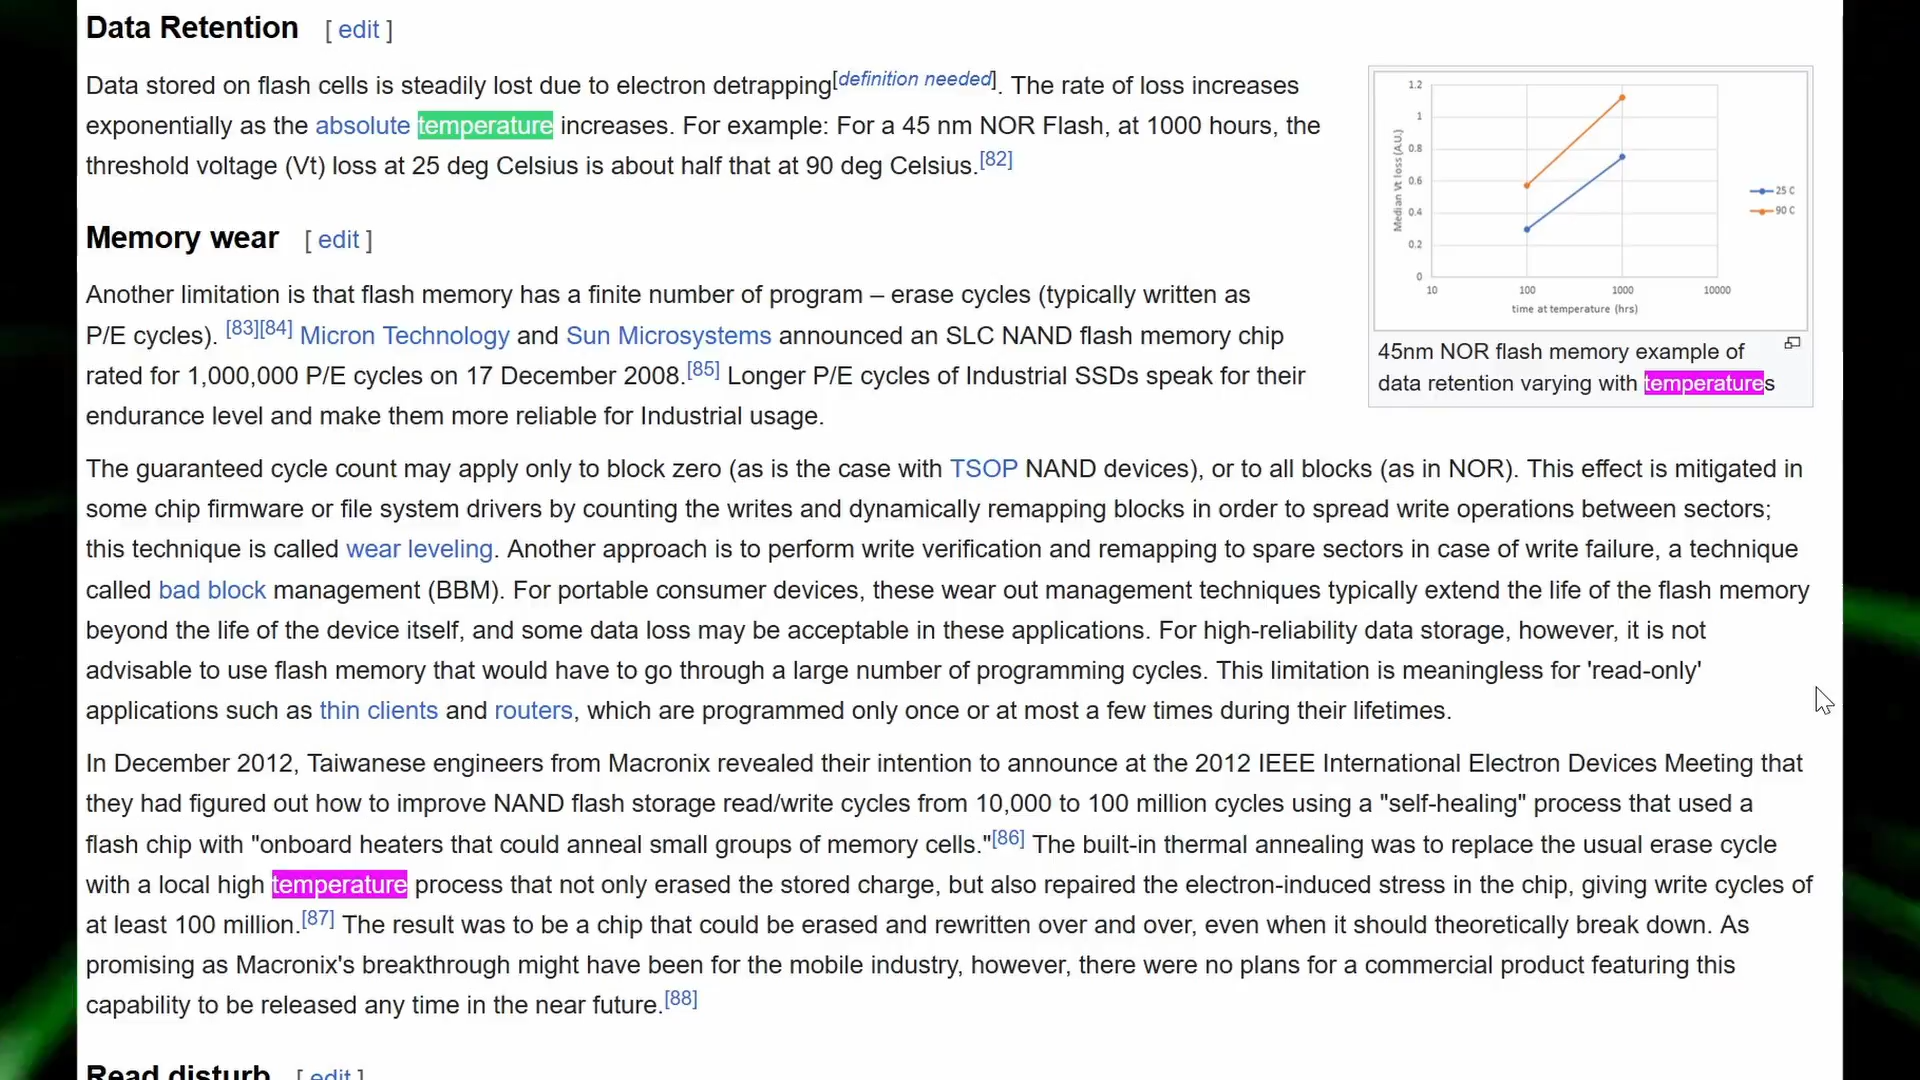 Data Retention [ edit ]
Data stored on flash cells is steadily lost due to electron detrapping[definition needed]. The rate of loss increases
exponentially as the absolute temperature increases. For example: For a 45 nm NOR Flash, at 1000 hours, the
threshold voltage (Vt) loss at 25 deg Celsius is about half that at 90 deg Celsius.[82]
1.2
1
0.8
0.6
0.4
0.2
0
Median Vt loss (A.U.)
10 100 1000 10000
time at temperature (hrs)
25 C
90 C
45nm NOR flash memory example of
data retention varying with temperatures
Memory wear [ edit ]
Another limitation is that flash memory has a finite number of program – erase cycles (typically written as
P/E cycles). [83][84] Micron Technology and Sun Microsystems announced an SLC NAND flash memory chip
rated for 1,000,000 P/E cycles on 17 December 2008.[85] Longer P/E cycles of Industrial SSDs speak for their
endurance level and make them more reliable for Industrial usage.
The guaranteed cycle count may apply only to block zero (as is the case with TSOP NAND devices), or to all blocks (as in NOR). This effect is mitigated in
some chip firmware or file system drivers by counting the writes and dynamically remapping blocks in order to spread write operations between sectors;
this technique is called wear leveling. Another approach is to perform write verification and remapping to spare sectors in case of write failure, a technique
called bad block management (BBM). For portable consumer devices, these wear out management techniques typically extend the life of the flash memory
beyond the life of the device itself, and some data loss may be acceptable in these applications. For high-reliability data storage, however, it is not
advisable to use flash memory that would have to go through a large number of programming cycles. This limitation is meaningless for 'read-only'
applications such as thin clients and routers, which are programmed only once or at most a few times during their lifetimes.
In December 2012, Taiwanese engineers from Macronix revealed their intention to announce at the 2012 IEEE International Electron Devices Meeting that
they had figured out how to improve NAND flash storage read/write cycles from 10,000 to 100 million cycles using a "self-healing" process that used a
flash chip with "onboard heaters that could anneal small groups of memory cells."[86] The built-in thermal annealing was to replace the usual erase cycle
with a local high temperature process that not only erased the stored charge, but also repaired the electron-induced stress in the chip, giving write cycles of
at least 100 million.[87] The result was to be a chip that could be erased and rewritten over and over, even when it should theoretically break down. As
promising as Macronix's breakthrough might have been for the mobile industry, however, there were no plans for a commercial product featuring this
capability to be released any time in the near future.[88]
Read disturb [ edit ]